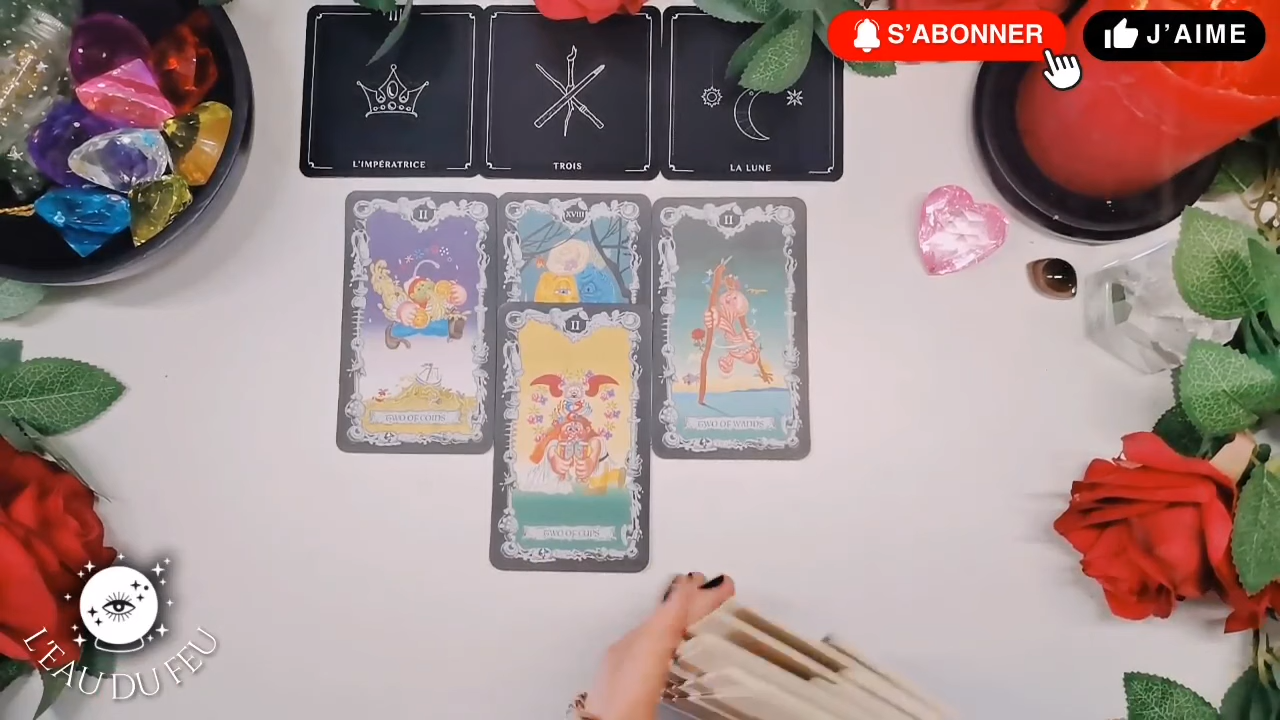 S'ABONNER
J'AIME
L'IMPÉRATRICE
TROIS
LA LUNE
II
XVIII
II
II
TWO OF COINS
TWO OF WANDS
TWO OF CUPS
L'EAU DU FEU